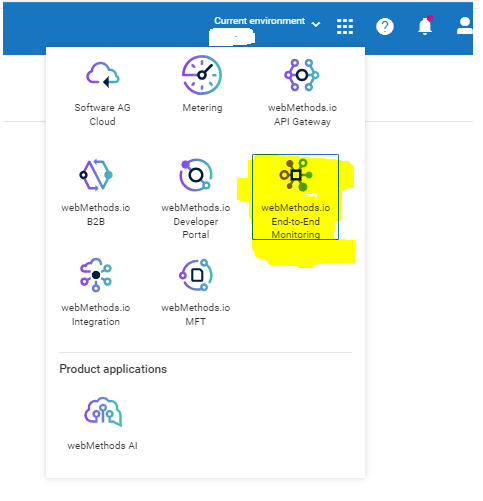 Current environment
Software AG
Cloud
Metering
webMethods.io
API Gateway
webMethods.io
B2B
webMethods.io
Developer
Portal
webMethods.io
End-to-End
Monitoring
webMethods.io
Integration
webMethods.io
MFT
Product applications
webMethods AI